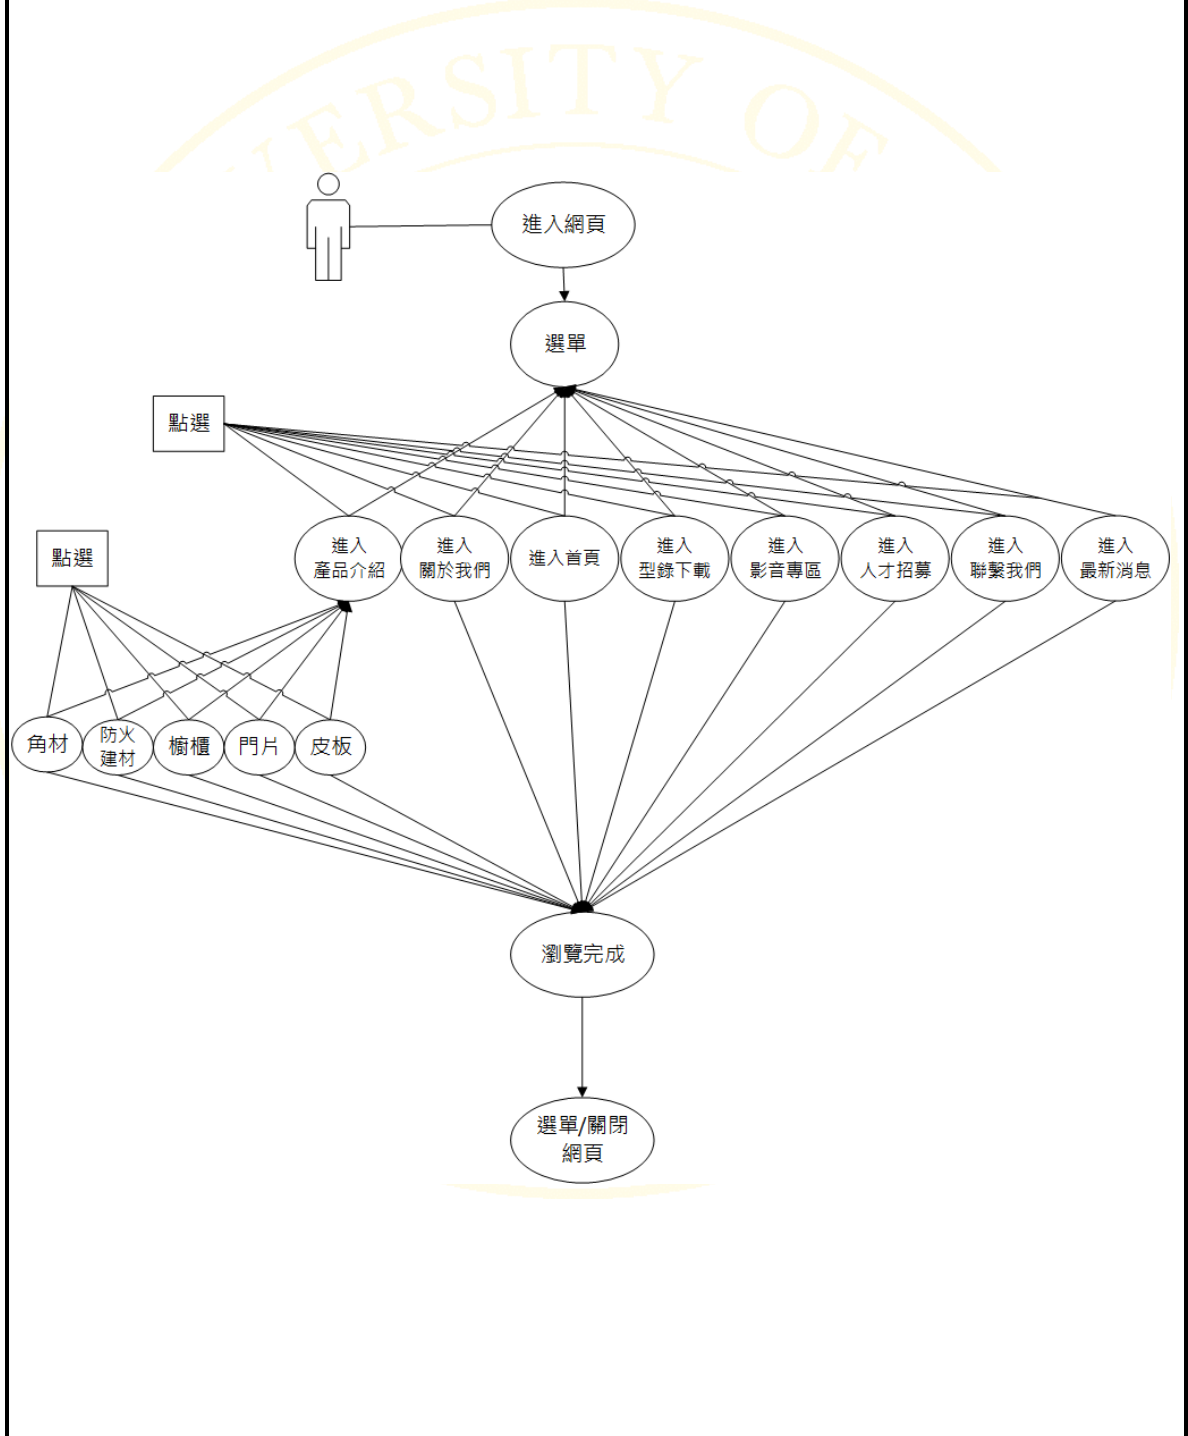 VERSITY OF
進入網頁
選單
點選
點選
進入
產品介紹
進入
關於我們
進入首頁
進入
型錄下載
進入
影音專區
進入
人才招募
進入
聯繫我們
進入
最新消息
角材
防火
建材
櫥櫃
門片
皮板
瀏覽完成
選單/關閉
網頁